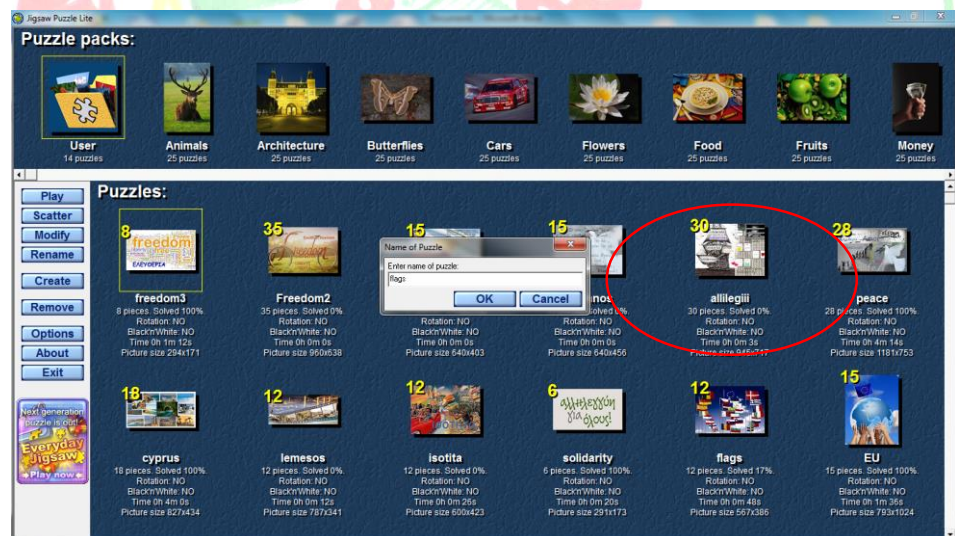 Jigsaw Puzzle Lite
Puzzle packs:
User
14 puzzles
Animals
25 puzzles
Architecture
25 puzzles
Butterflies
25 puzzles
Cars
25 puzzles
Flowers
25 puzzles
Food
25 puzzles
Fruits
25 puzzles
Money
25 puzzles
Play
Scatter
Modify
Rename
Create
Remove
Options
About
Exit
Next generation
puzzle is out!
Everyday
Jigsaw
Play now
Puzzles:
8
freedom
ΕΛΕΥΘΕΡΙΑ
freedom3
8 pieces. Solved 100%.
Rotation: NO
Black'n'White: NO
Time 0h 1m 12s
Picture size 294x171
35
Freedom
Freedom2
35 pieces. Solved 0%.
Rotation: NO
Black'n'White: NO
Time 0h 0m 0s
Picture size 960x638
15
Rotation: NO
Black'n'White: NO
Time 0h 0m 0s
Picture size 640x403
15
nos
Solved 0%.
Rotation: NO
Black'n'White: NO
Time 0h 0m 0s
Picture size 640x456
Name of Puzzle
Enter name of puzzle:
flags
OK
Cancel
30
allilegiii
30 pieces. Solved 0%.
Rotation: NO
Black'n'White: NO
Time 0h 0m 3s
28
peace
28 pieces. Solved 100%.
Rotation: NO
Black'n'White: NO
Time 0h 4m 14s
Picture size 1181x753
18
cyprus
18 pieces. Solved 100%.
Rotation: NO
Black'n'White: NO
Time 0h 4m 0s
Picture size 827x434
12
lemesos
12 pieces. Solved 0%.
Rotation: NO
Black'n'White: NO
Time 0h 0m 12s
Picture size 787x341
12
isotita
12 pieces. Solved 0%.
Rotation: NO
Black'n'White: NO
Time 0h 0m 26s
Picture size 600x423
6
αλληλεγγύη
για όλους!
solidarity
6 pieces. Solved 100%.
Rotation: NO
Black'n'White: NO
Time 0h 0m 20s
Picture size 291x173
12
flags
12 pieces. Solved 17%.
Rotation: NO
Black'n'White: NO
Time 0h 0m 48s
Picture size 567x386
15
EU
15 pieces. Solved 100%.
Rotation: NO
Black'n'White: NO
Time 0h 1m 36s
Picture size 793x1024